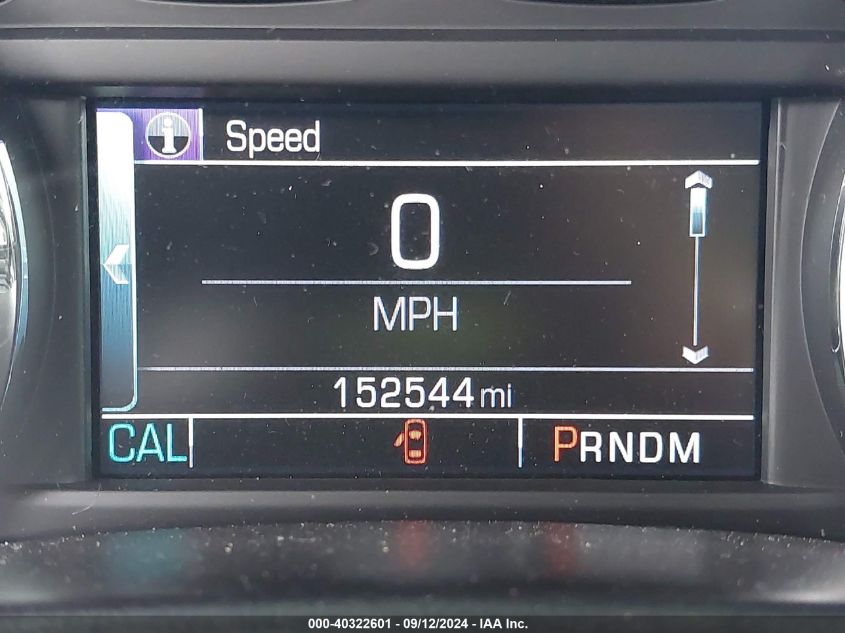 Speed
0
MPH
152544 mi
CAL PRNDM
000-40322601 - 09/12/2024 - IAA Inc.